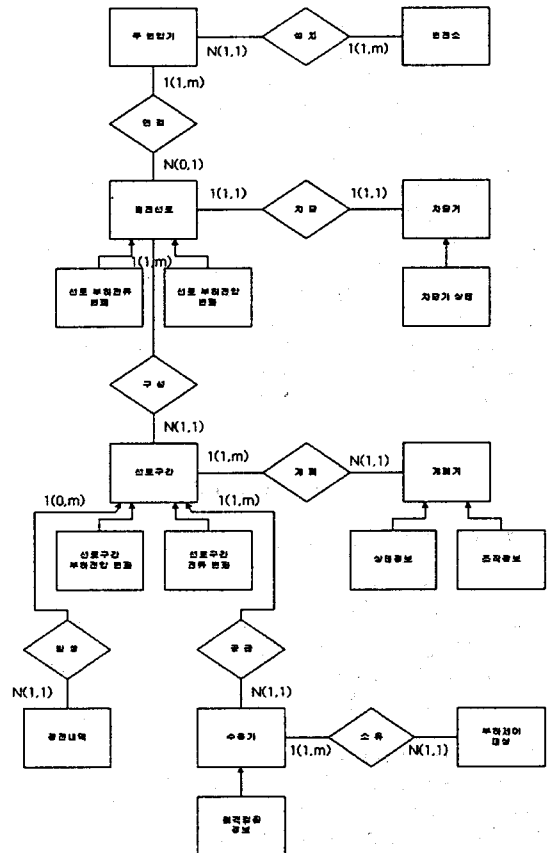 주 변압기
N(1,1)
설 치
1(1,m)
변전소
1(1,m)
연 결
N(0,1)
배전선로
1(1,1)
차 단
1(1,1)
차단기
1(1,m)
선로 부하전류
변화
선로 부하전압
변화
차단기 상태
구 성
N(1,1)
선로구간
1(1,m)
계 폐
N(1,1)
개폐기
1(0,m)
1(1,m)
선로구간
부하전압 변화
선로구간
전류 변화
상태정보
조작정보
발 생
공 급
N(1,1)
N(1,1)
정전내역
수용가
1(1,m)
소 유
N(1,1)
부하제어
대상
원격검침
정보